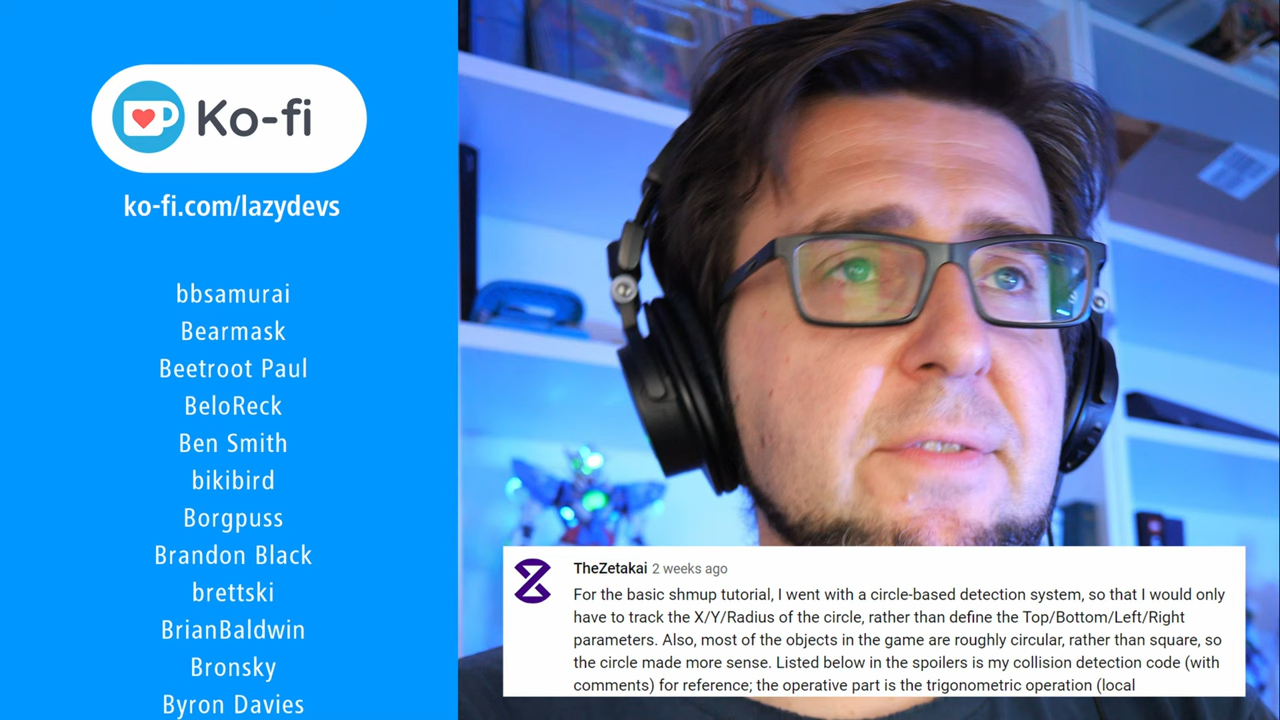 Ko-fi
ko-fi.com/lazydevs
bbsamurai
Bearmask
Beetroot Paul
BeloReck
Ben Smith
bikibird
Borgpuss
Brandon Black
brettski
BrianBaldwin
Bronsky
Byron Davies
TheZetakai 2 weeks ago
For the basic shmup tutorial, I went with a circle-based detection system, so that I would only
have to track the X/Y/Radius of the circle, rather than define the Top/Bottom/Left/Right
parameters. Also, most of the objects in the game are roughly circular, rather than square, so
the circle made more sense. Listed below in the spoilers is my collision detection code (with
comments) for reference; the operative part is the trigonometric operation (local